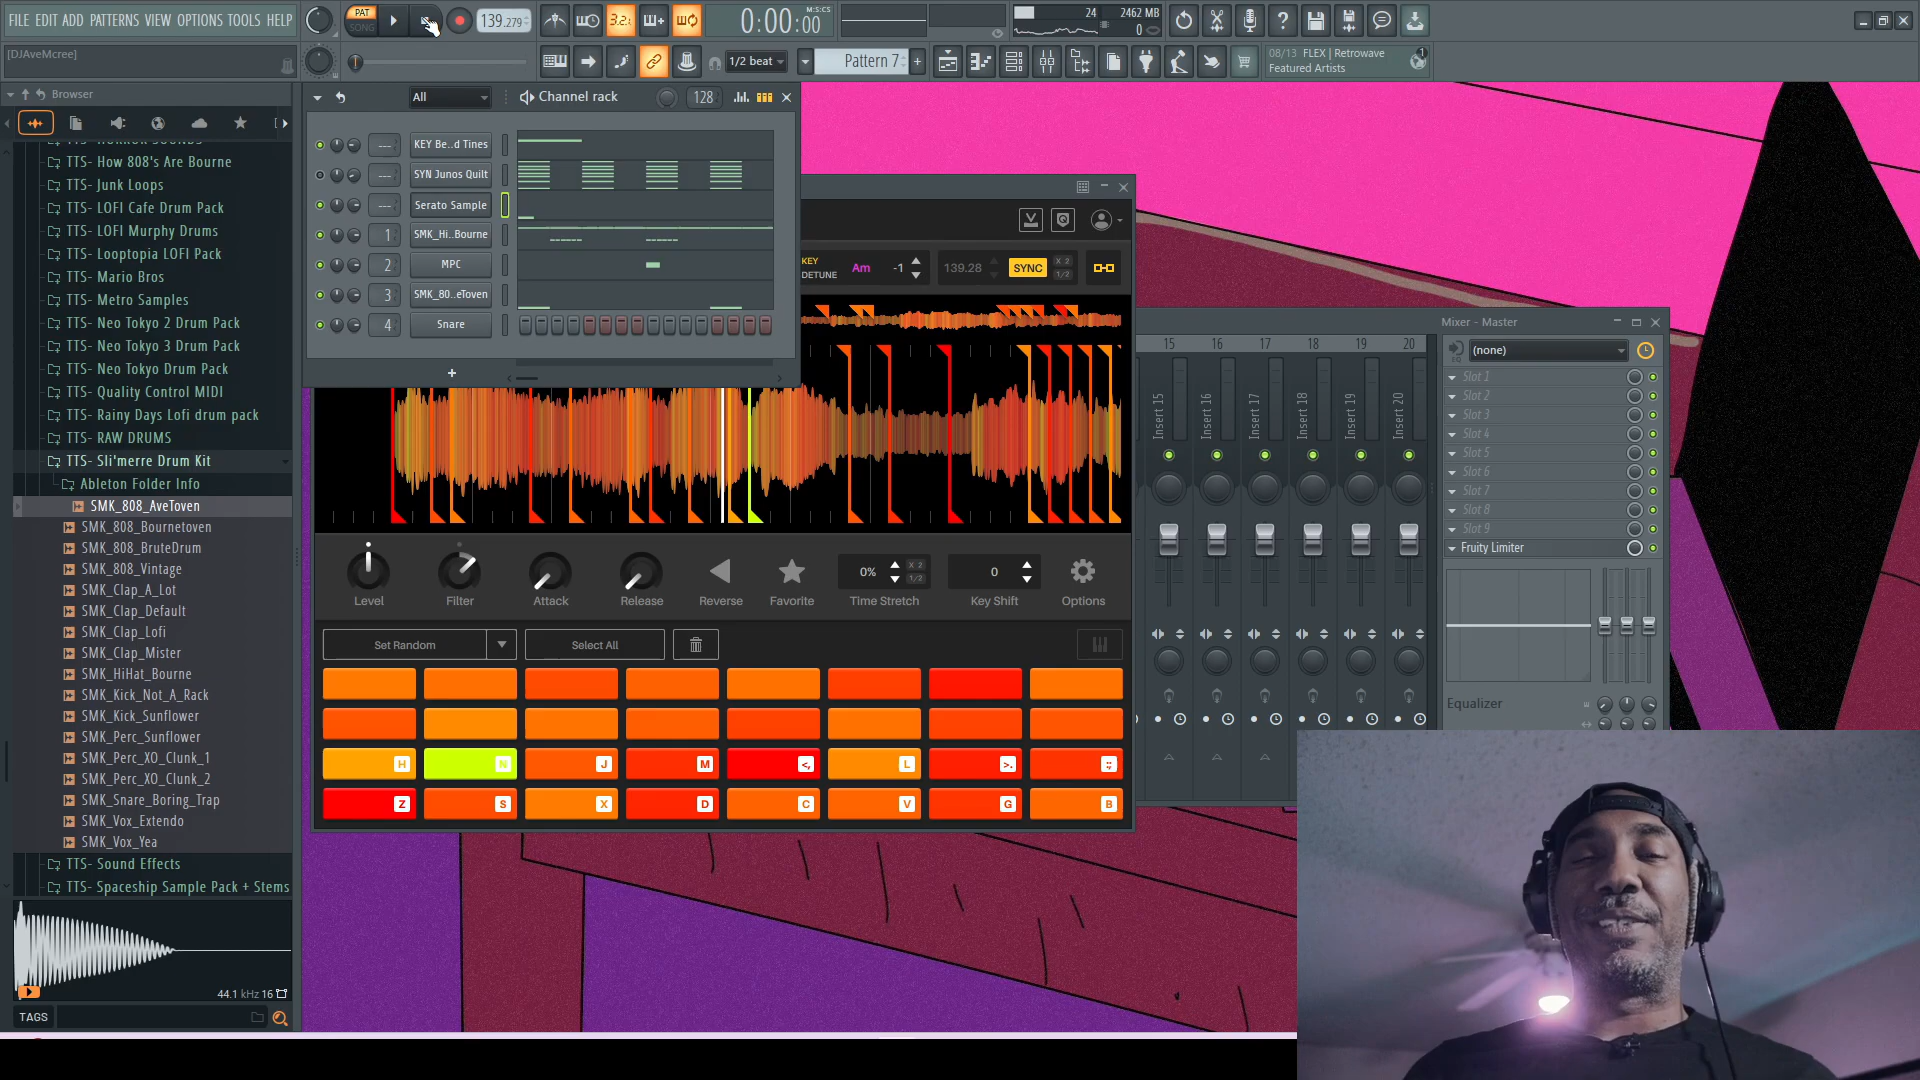 FILE EDIT ADD PATTERNS VIEW OPTIONS TOOLS HELP
PAT
SONG
139.279
3.2.
0:00:00
M:S:CS
24
2462 MB
0
[DJAveMcree]
1/2 beat
Pattern 7
08/13 FLEX | Retrowave
Featured Artists
1
Browser
TTS- How 808's Are Bourne
TTS- Junk Loops
TTS- LOFI Cafe Drum Pack
TTS- LOFI Murphy Drums
TTS- Looptopia LOFI Pack
TTS- Mario Bros
TTS- Metro Samples
TTS- Neo Tokyo 2 Drum Pack
TTS- Neo Tokyo 3 Drum Pack
TTS- Neo Tokyo Drum Pack
TTS- Quality Control MIDI
TTS- Rainy Days Lofi drum pack
TTS- RAW DRUMS
TTS- Sli'merre Drum Kit
Ableton Folder Info
SMK_808_AveToven
SMK_808_Bournetoven
SMK_808_BruteDrum
SMK_808_Vintage
SMK_Clap_A_Lot
SMK_Clap_Default
SMK_Clap_Lofi
SMK_Clap_Mister
SMK_HiHat_Bourne
SMK_Kick_Not_A_Rack
SMK_Kick_Sunflower
SMK_Perc_Sunflower
SMK_Perc_XO_Clunk_1
SMK_Perc_XO_Clunk_2
SMK_Snare_Boring_Trap
SMK_Vox_Extendo
SMK_Vox_Yea
TTS- Sound Effects
TTS- Spaceship Sample Pack + Stems
44.1 kHz 16
TAGS
All
Channel rack
128
--- KEY Be..d Tines
--- SYN Junos Quilt
--- Serato Sample
1 SMK_Hi..Bourne
2 MPC
3 SMK_80..eToven
4 Snare
+
KEY
DETUNE
Am
-1
139.28
SYNC
X 2
1/2
Level
Filter
Attack
Release
Reverse
Favorite
0%
X 2
1/2
Time Stretch
0
Key Shift
Options
Set Random
Select All
H N J M <, L >. :;
Z S X D C V G B
15 16 17 18 19 20
Insert 15
Insert 16
Insert 17
Insert 18
Insert 19
Insert 20
Mixer - Master
(none)
Slot 1
Slot 2
Slot 3
Slot 4
Slot 5
Slot 6
Slot 7
Slot 8
Slot 9
Fruity Limiter
Equalizer